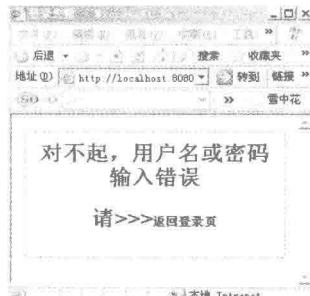 后退
搜索
收藏夹
地址(D) http://localhost:8080 转到 链接 »
» 雪中花
对不起，用户名或密码
输入错误
请>>>返回登录页
本地 Intranet